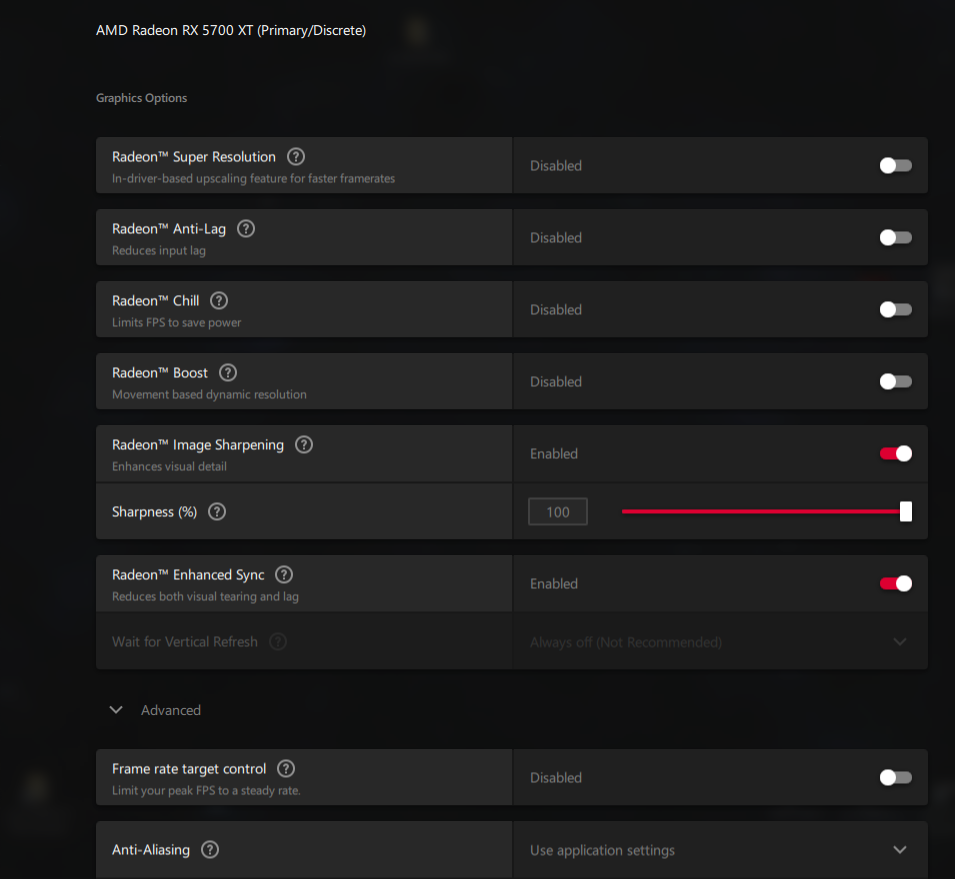 AMD Radeon RX 5700 XT (Primary/Discrete)
Graphics Options
Radeon™ Super Resolution ?
In-driver-based upscaling feature for faster framerates
Disabled
Radeon™ Anti-Lag ?
Reduces input lag
Disabled
Radeon™ Chill ?
Limits FPS to save power
Disabled
Radeon™ Boost ?
Movement based dynamic resolution
Disabled
Radeon™ Image Sharpening ?
Enhances visual detail
Enabled
Sharpness (%) ?
100
Radeon™ Enhanced Sync ?
Reduces both visual tearing and lag
Enabled
Wait for Vertical Refresh ?
Always off (Not Recommended)
Advanced
Frame rate target control ?
Limit your peak FPS to a steady rate.
Disabled
Anti-Aliasing ?
Use application settings